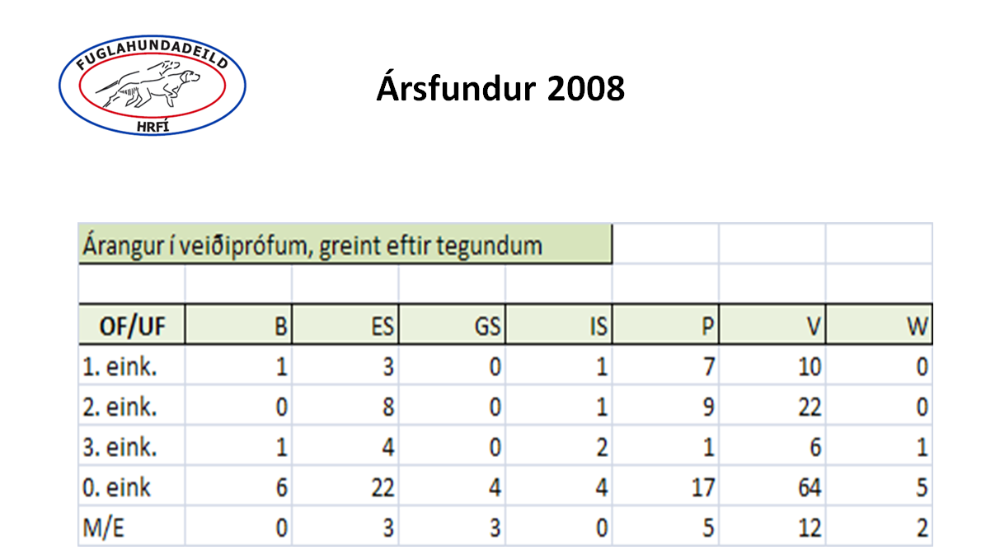 FUGLAHUNDADEILD
HRFÍ
Ársfundur 2008
Árangur í veiðiprófum, greint eftir tegundum
OF/UF B ES GS IS P V W
1. eink. 1 3 0 1 7 10 0
2. eink. 0 8 0 1 9 22 0
3. eink. 1 4 0 2 1 6 1
0. eink 6 22 4 4 17 64 5
M/E 0 3 3 0 5 12 2